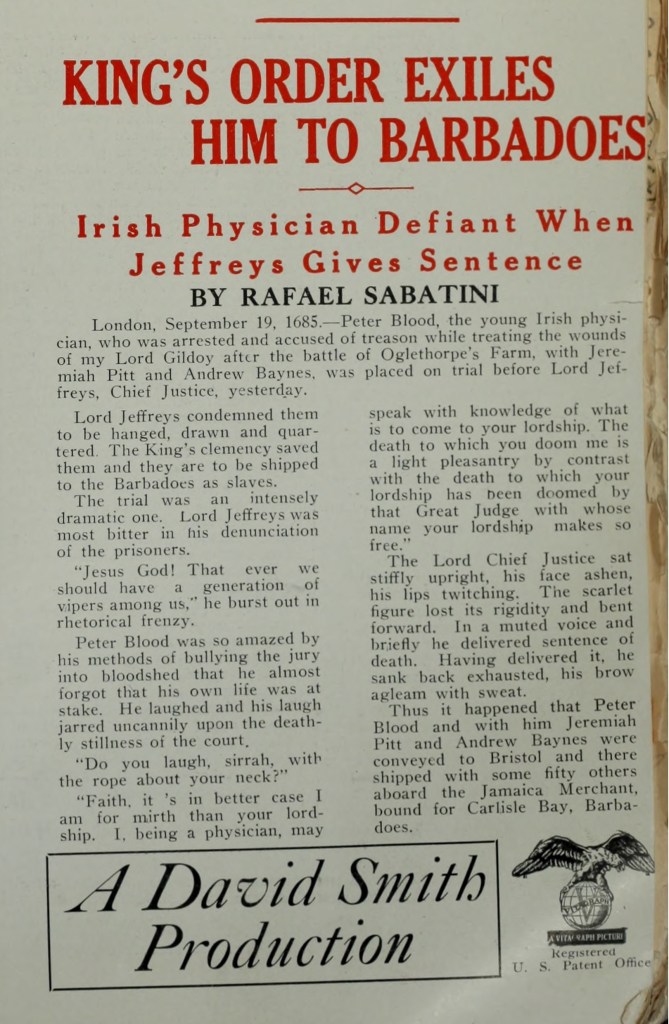 KING'S ORDER EXILES
HIM TO BARBADOES
Irish Physician Defiant When
Jeffreys Gives Sentence
BY RAFAEL SABATINI
London, September 19, 1685.—Peter Blood, the young Irish physi-
cian, who was arrested and accused of treason while treating the wounds
of my Lord Gildoy after the battle of Oglethorpe's Farm, with Jere-
miah Pitt and Andrew Baynes, was placed on trial before Lord Jef-
freys, Chief Justice, yesterday.
Lord Jeffreys condemned them
to be hanged, drawn and quar-
tered. The King's clemency saved
them and they are to be shipped
to the Barbadoes as slaves.
The trial was an intensely
dramatic one. Lord Jeffreys was
most bitter in his denunciation
of the prisoners.
"Jesus God! That ever we
should have a generation of
vipers among us," he burst out in
rhetorical frenzy.
Peter Blood was so amazed by
his methods of bullying the jury
into bloodshed that he almost
forgot that his own life was at
stake. He laughed and his laugh
jarred uncannily upon the death-
ly stillness of the court.
"Do you laugh, sirrah, with
the rope about your neck?"
"Faith, it 's in better case I
am for mirth than your lord-
ship. I, being a physician, may
speak with knowledge of what
is to come to your lordship. The
death to which you doom me is
a light pleasantry by contrast
with the death to which your
lordship has been doomed by
that Great Judge with whose
name your lordship makes so
free."
The Lord Chief Justice sat
stiffly upright, his face ashen,
his lips twitching. The scarlet
figure lost its rigidity and bent
forward. In a muted voice and
briefly he delivered sentence of
death. Having delivered it, he
sank back exhausted, his brow
agleam with sweat.
Thus it happened that Peter
Blood and with him Jeremiah
Pitt and Andrew Baynes were
conveyed to Bristol and there
shipped with some fifty others
aboard the Jamaica Merchant,
bound for Carlisle Bay, Barba-
does.
A David Smith
Production
VITAGRAPH
A VITAGRAPH PICTURE
Registered
U. S. Patent Office